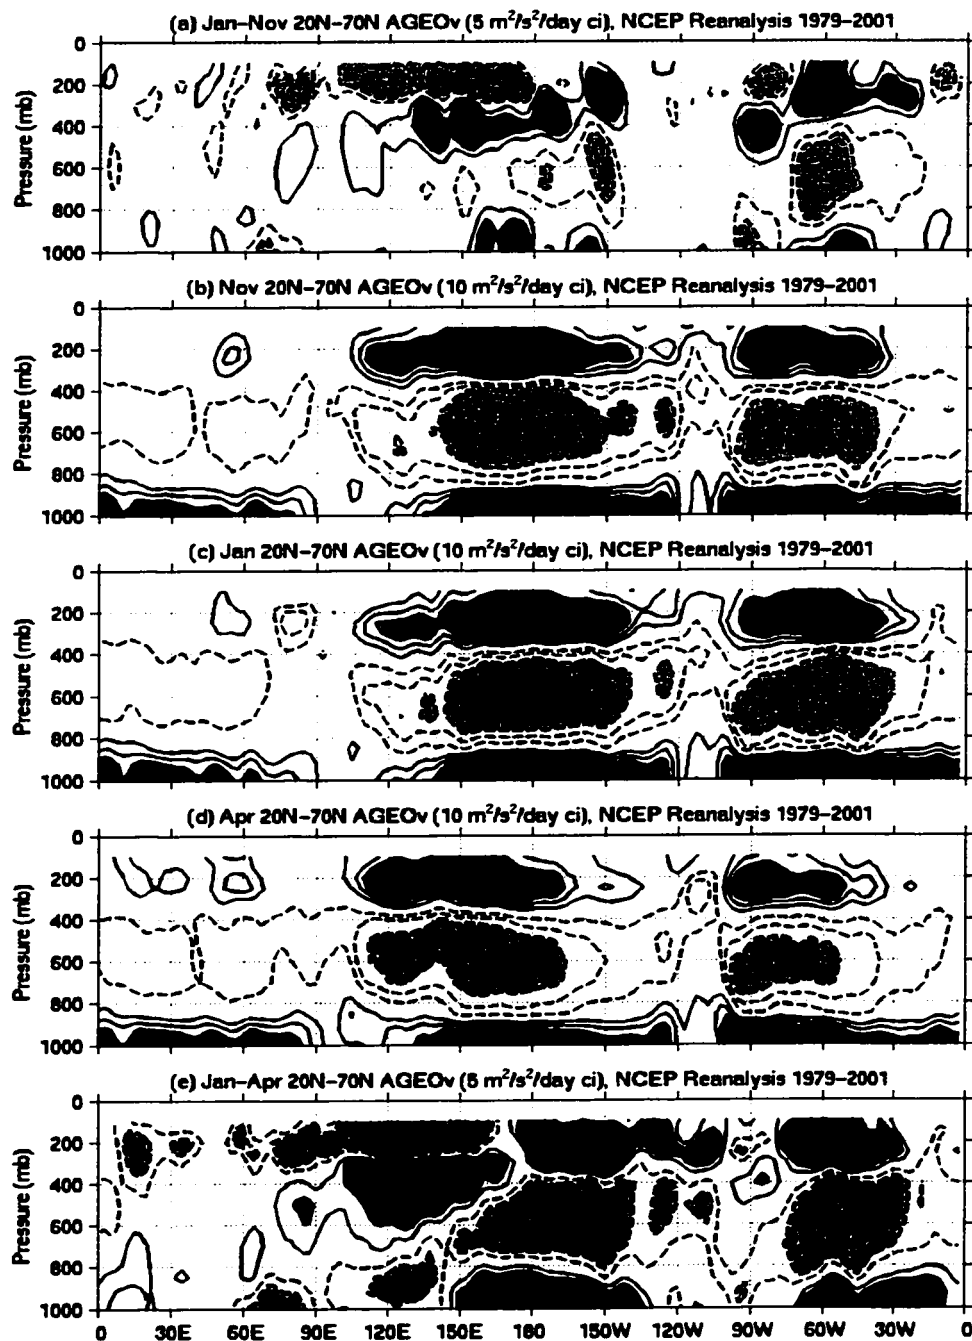 (a) Jan–Nov 20N–70N AGEOv (5 m²/s²/day ci), NCEP Reanalysis 1979–2001
Pressure (mb)
0
200
400
600
800
1000
(b) Nov 20N–70N AGEOv (10 m²/s²/day ci), NCEP Reanalysis 1979–2001
Pressure (mb)
0
200
400
600
800
1000
(c) Jan 20N–70N AGEOv (10 m²/s²/day ci), NCEP Reanalysis 1979–2001
Pressure (mb)
0
200
400
600
800
1000
(d) Apr 20N–70N AGEOv (10 m²/s²/day ci), NCEP Reanalysis 1979–2001
Pressure (mb)
0
200
400
600
800
1000
(e) Jan–Apr 20N–70N AGEOv (5 m²/s²/day ci), NCEP Reanalysis 1979–2001
Pressure (mb)
0
200
400
600
800
1000
0 30E 60E 90E 120E 150E 180 150W 120W 90W 60W 30W 0